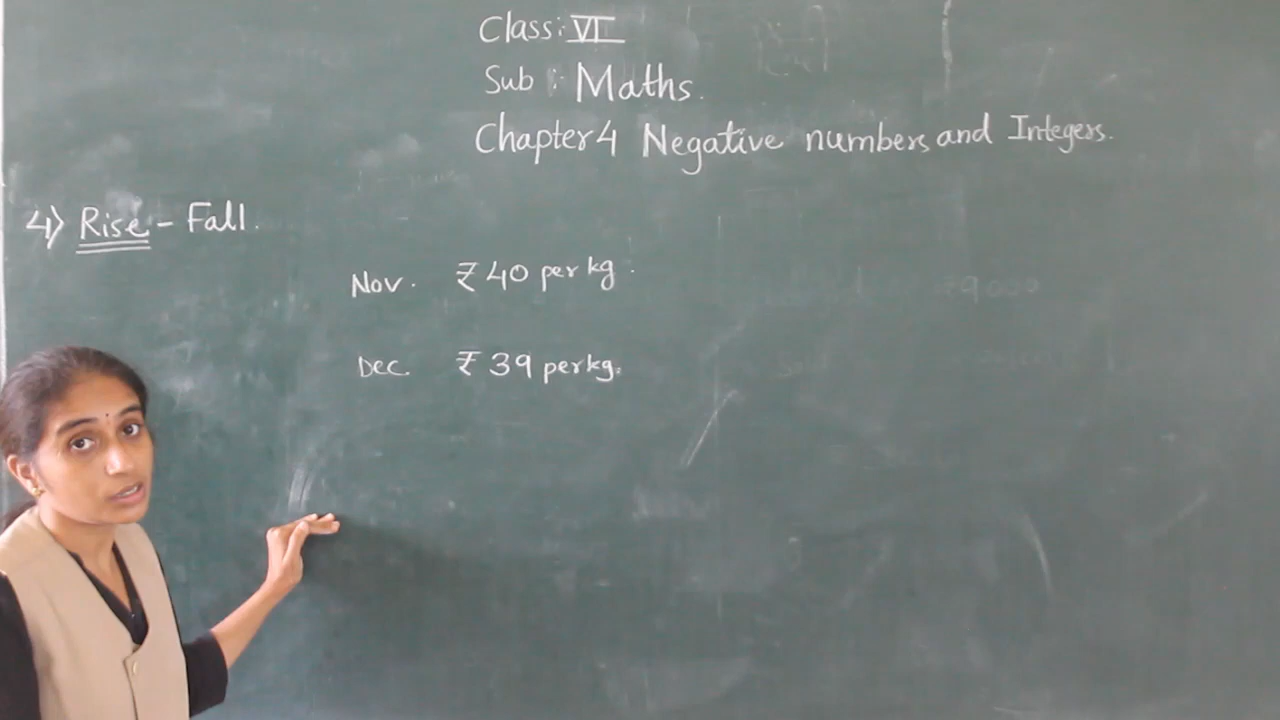 Class: VI
Sub: Maths.
Chapter 4 Negative numbers and Integers.
4) Rise - Fall.
Nov. ₹ 40 per kg.
Dec. ₹ 39 per kg.